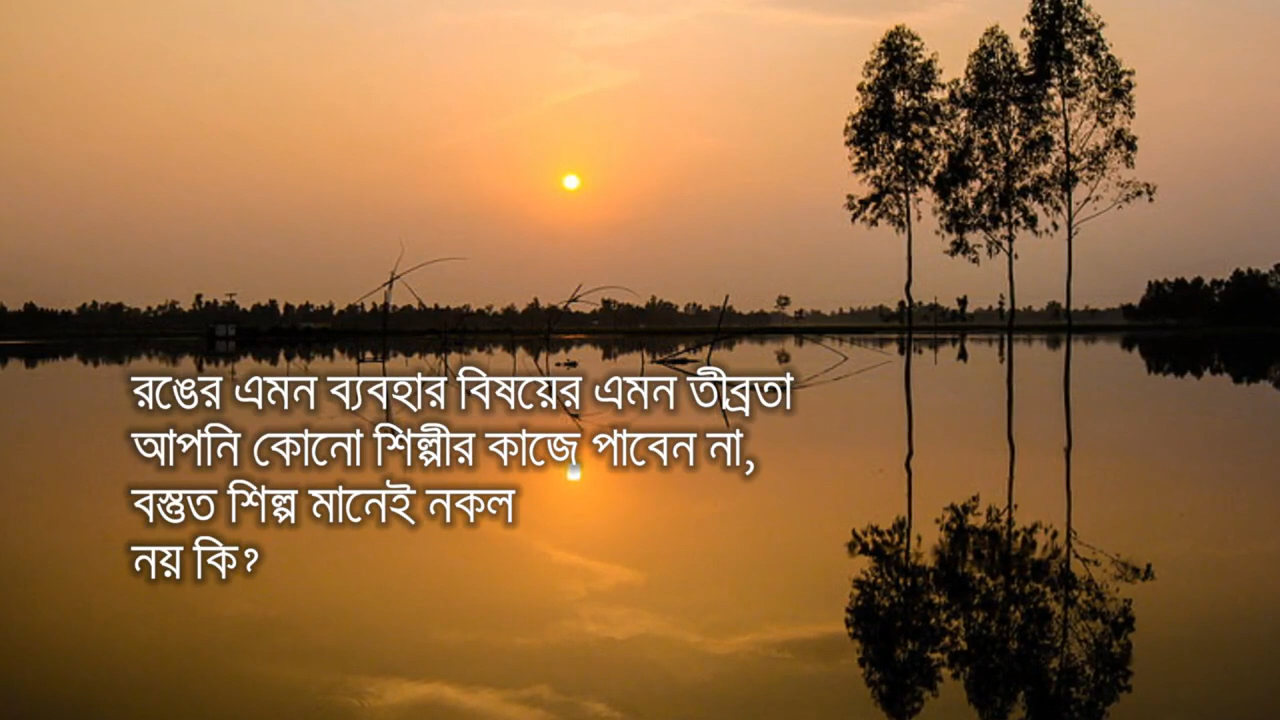 রঙের এমন ব্যবহার বিষয়ের এমন তীব্রতা
আপনি কোনো শিল্পীর কাজে পাবেন না,
বস্তুত শিল্প মানেই নকল
নয় কি?